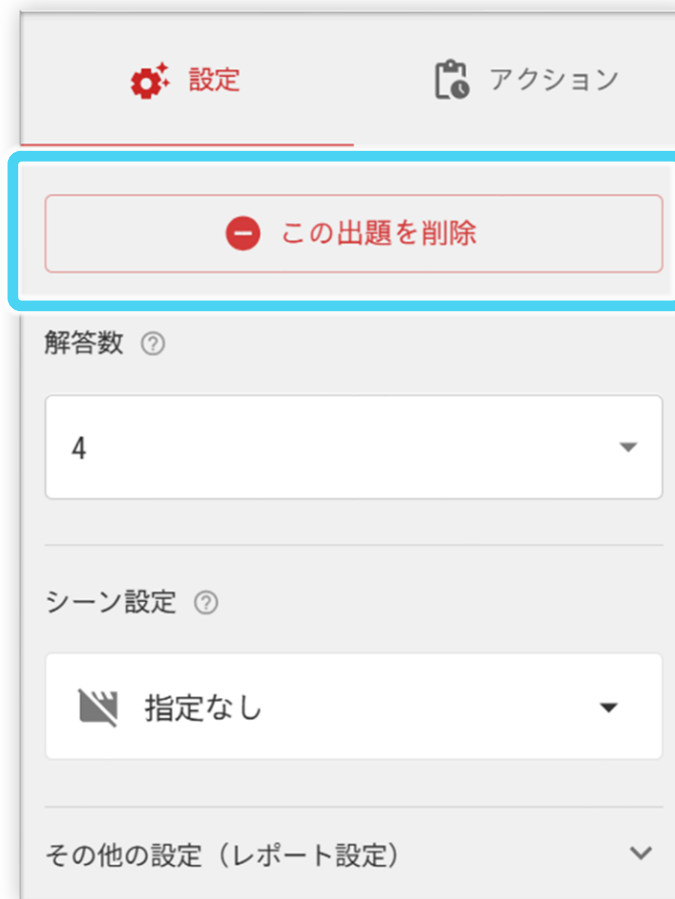 設定
アクション
この出題を削除
解答数
4
シーン設定
指定なし
その他の設定（レポート設定）